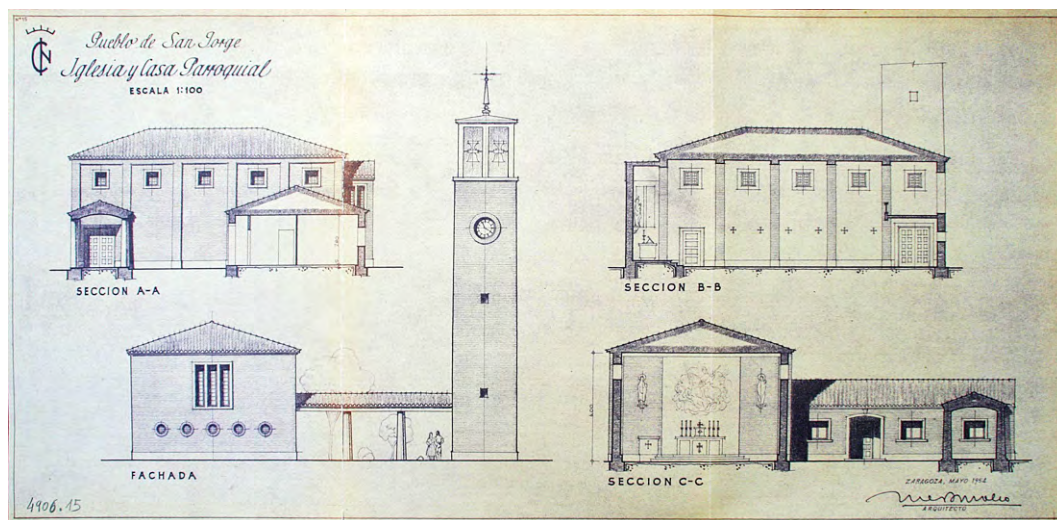 Pueblo de San Jorge
Iglesia y Casa Parroquial
ESCALA 1:100
SECCION A-A
SECCION B-B
FACHADA
SECCION C-C
4906.15
ZARAGOZA, MAYO 1954
ARQUITECTO